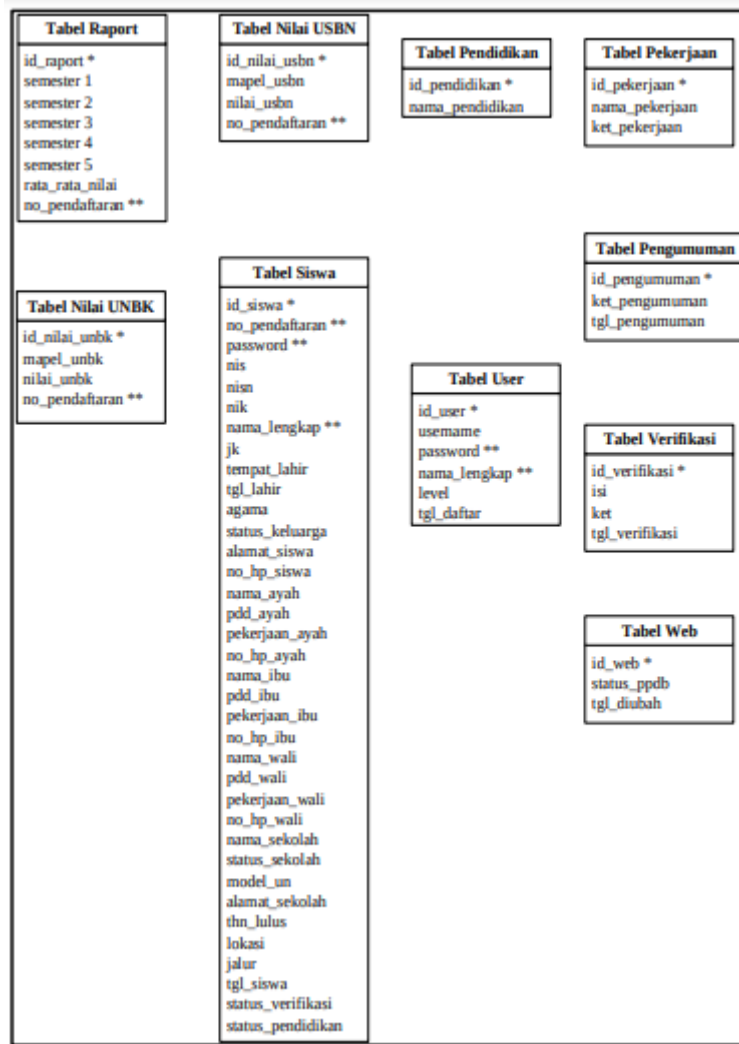 Tabel Raport
id_raport *
semester 1
semester 2
semester 3
semester 4
semester 5
rata_rata_nilai
no_pendaftaran **
Tabel Nilai USBN
id_nilai_usbn *
mapel_usbn
nilai_usbn
no_pendaftaran **
Tabel Pendidikan
id_pendidikan *
nama_pendidikan
Tabel Pekerjaan
id_pekerjaan *
nama_pekerjaan
ket_pekerjaan
Tabel Nilai UNBK
id_nilai_unbk *
mapel_unbk
nilai_unbk
no_pendaftaran **
Tabel Siswa
id_siswa *
no_pendaftaran **
password **
nis
nisn
nik
nama_lengkap **
jk
tempat_lahir
tgl_lahir
agama
status_keluarga
alamat_siswa
no_hp_siswa
nama_ayah
pdd_ayah
pekerjaan_ayah
no_hp_ayah
nama_ibu
pdd_ibu
pekerjaan_ibu
no_hp_ibu
nama_wali
pdd_wali
pekerjaan_wali
no_hp_wali
nama_sekolah
status_sekolah
model_un
alamat_sekolah
thn_lulus
lokasi
jalur
tgl_siswa
status_verifikasi
status_pendidikan
Tabel User
id_user *
username
password **
nama_lengkap **
level
tgl_daftar
Tabel Pengumuman
id_pengumuman *
ket_pengumuman
tgl_pengumuman
Tabel Verifikasi
id_verifikasi *
isi
ket
tgl_verifikasi
Tabel Web
id_web *
status_ppdb
tgl_diubah